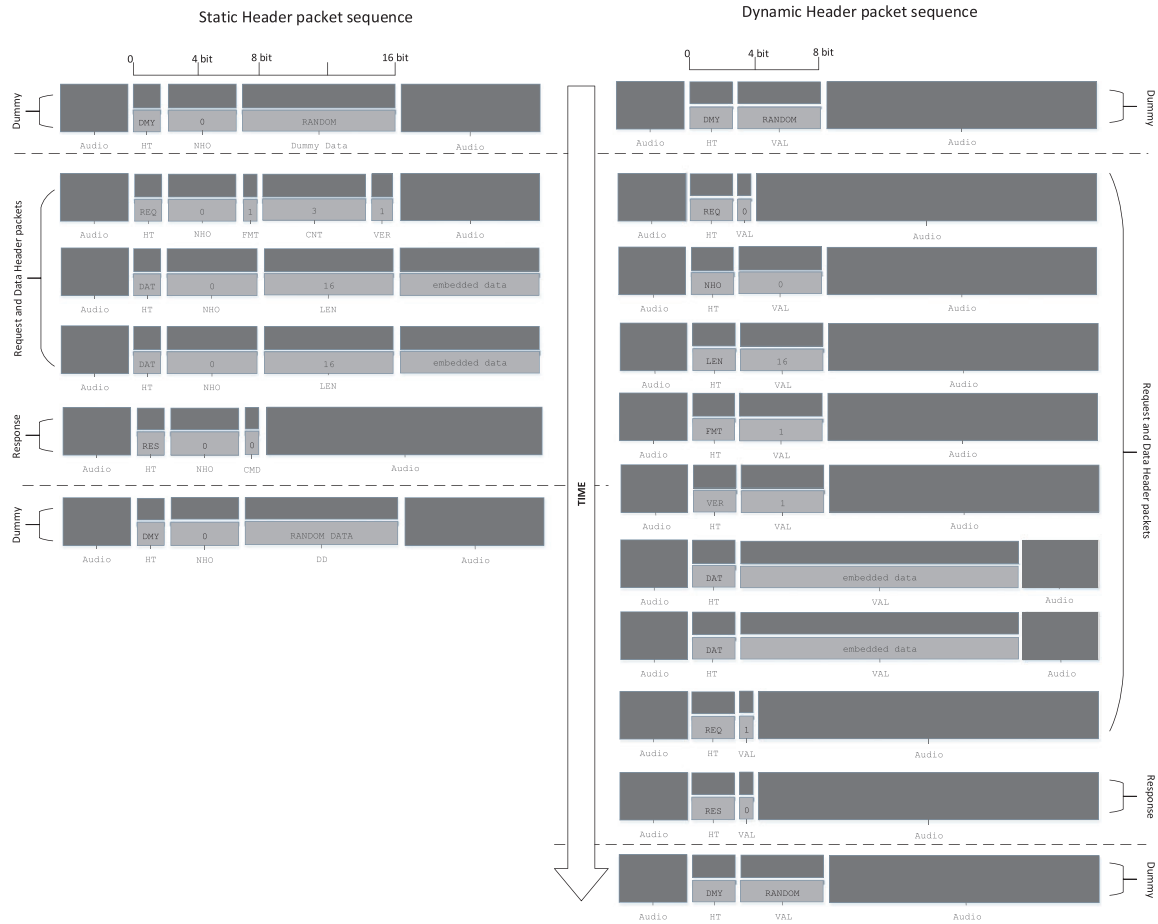 Static Header packet sequence
0 4 bit 8 bit 16 bit
Dummy
DMY 0 RANDOM
Audio HT NHO Dummy Data Audio
Request and Data Header packets
REQ 0 1 3 1
Audio HT NHO FMT CNT VER Audio
DAT 0 16 embedded data
Audio HT NHO LEN
DAT 0 16 embedded data
Audio HT NHO LEN
Response
RES 0 0
Audio HT NHO CMD Audio
Dummy
DMY 0 RANDOM DATA
Audio HT NHO DD Audio
TIME
Dynamic Header packet sequence
0 4 bit 8 bit
Dummy
DMY RANDOM
Audio HT VAL Audio
Request and Data Header packets
REQ 0
Audio HT VAL Audio
NHO 0
Audio HT VAL Audio
LEN 16
Audio HT VAL Audio
FMT 1
Audio HT VAL Audio
VER 1
Audio HT VAL Audio
DAT embedded data
Audio HT VAL Audio
DAT embedded data
Audio HT VAL Audio
REQ 1
Audio HT VAL Audio
Response
RES 0
Audio HT VAL Audio
Dummy
DMY RANDOM
Audio HT VAL Audio